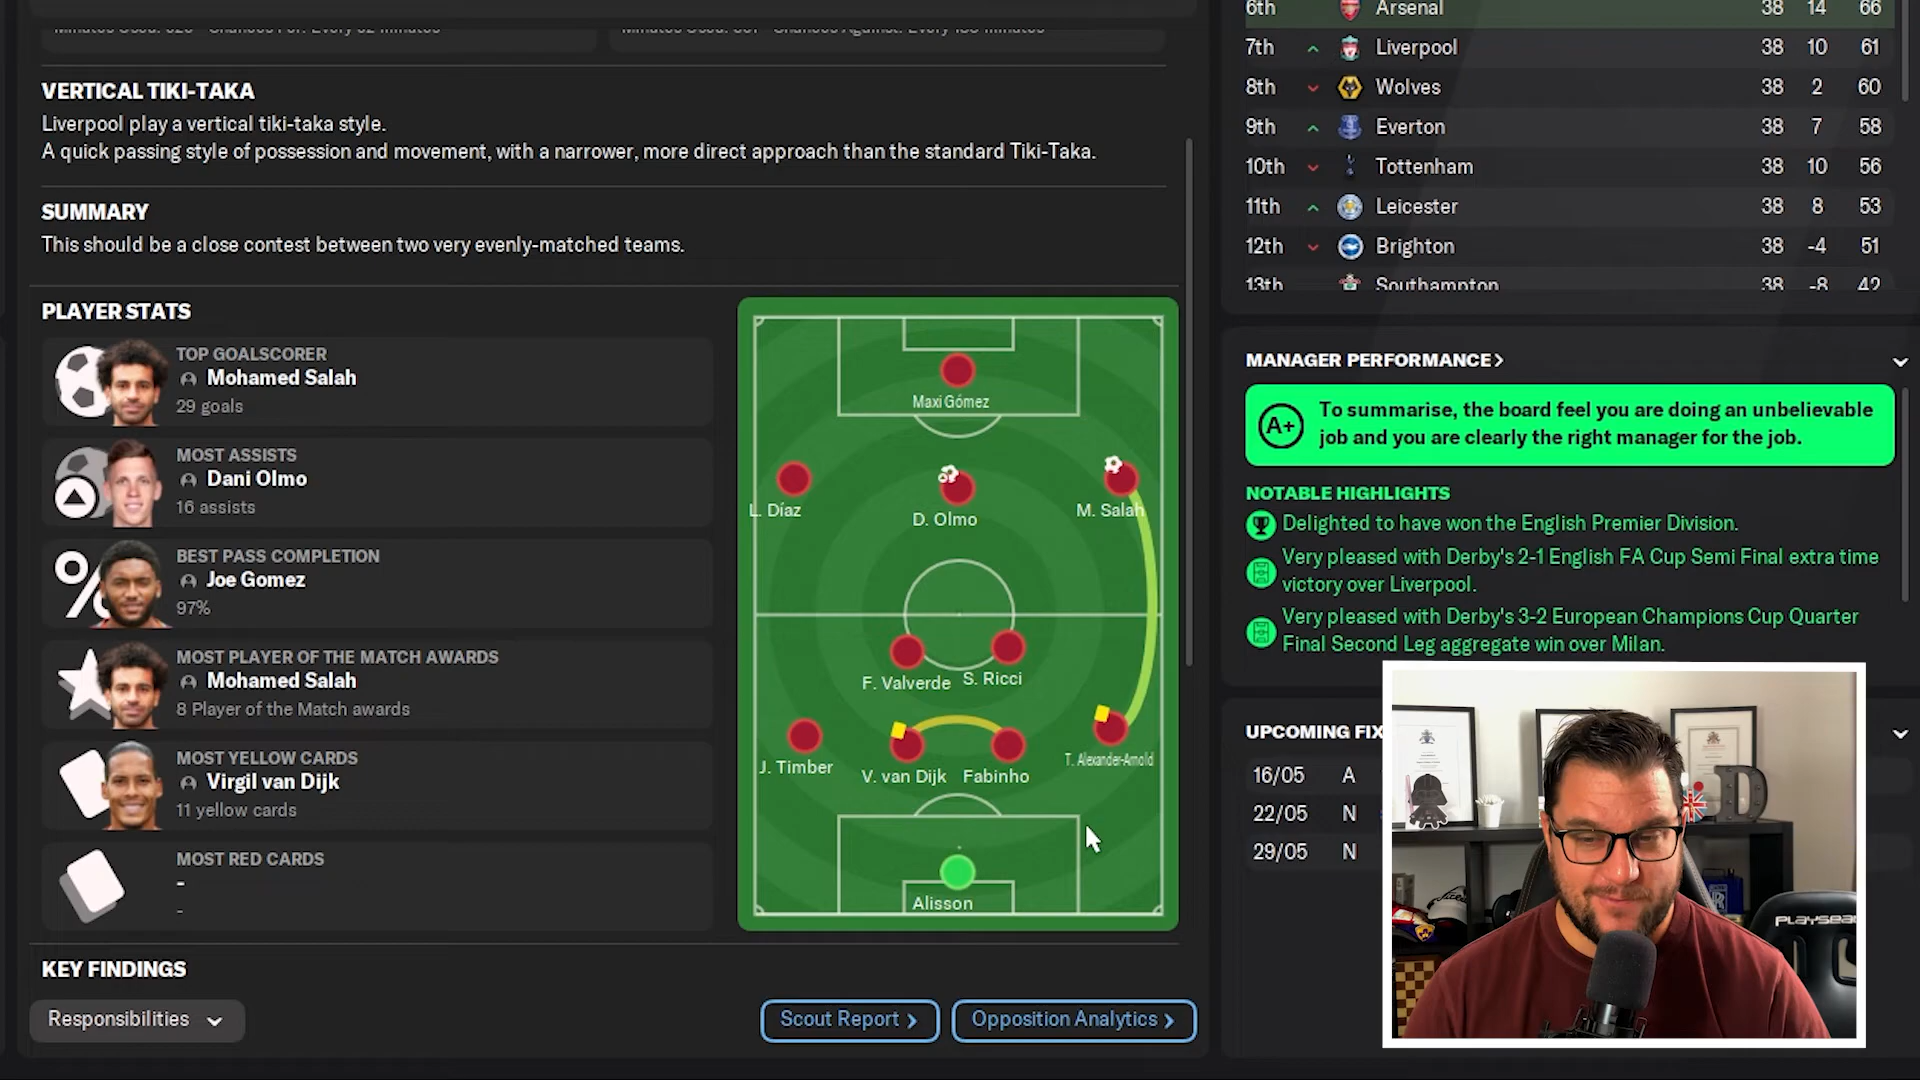 VERTICAL TIKI-TAKA
Liverpool play a vertical tiki-taka style.
A quick passing style of possession and movement, with a narrower, more direct approach than the standard Tiki-Taka.
SUMMARY
This should be a close contest between two very evenly-matched teams.
PLAYER STATS
TOP GOALSCORER
Mohamed Salah
29 goals
MOST ASSISTS
Dani Olmo
16 assists
BEST PASS COMPLETION
Joe Gomez
97%
MOST PLAYER OF THE MATCH AWARDS
Mohamed Salah
8 Player of the Match awards
MOST YELLOW CARDS
Virgil van Dijk
11 yellow cards
MOST RED CARDS
-
-
Maxi Gómez
L. Díaz
D. Olmo
M. Salah
F. Valverde
S. Ricci
J. Timber
V. van Dijk
Fabinho
T. Alexander-Arnold
Alisson
KEY FINDINGS
Responsibilities
Scout Report >
Opposition Analytics >
6th Arsenal 38 14 66
7th Liverpool 38 10 61
8th Wolves 38 2 60
9th Everton 38 7 58
10th Tottenham 38 10 56
11th Leicester 38 8 53
12th Brighton 38 -4 51
13th Southampton 38 -8 42
MANAGER PERFORMANCE >
A+
To summarise, the board feel you are doing an unbelievable
job and you are clearly the right manager for the job.
NOTABLE HIGHLIGHTS
Delighted to have won the English Premier Division.
Very pleased with Derby's 2-1 English FA Cup Semi Final extra time
victory over Liverpool.
Very pleased with Derby's 3-2 European Champions Cup Quarter
Final Second Leg aggregate win over Milan.
UPCOMING FIX
16/05 A
22/05 N
29/05 N
D
PLAYSEA